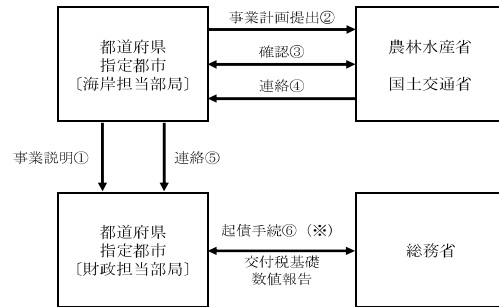 事業計画提出②
都道府県
指定都市
〔海岸担当部局〕
確認③
農林水産省
国土交通省
連絡④
事業説明①
連絡⑤
都道府県
指定都市
〔財政担当部局〕
起債手続⑥（※）
交付税基礎
数値報告
総務省